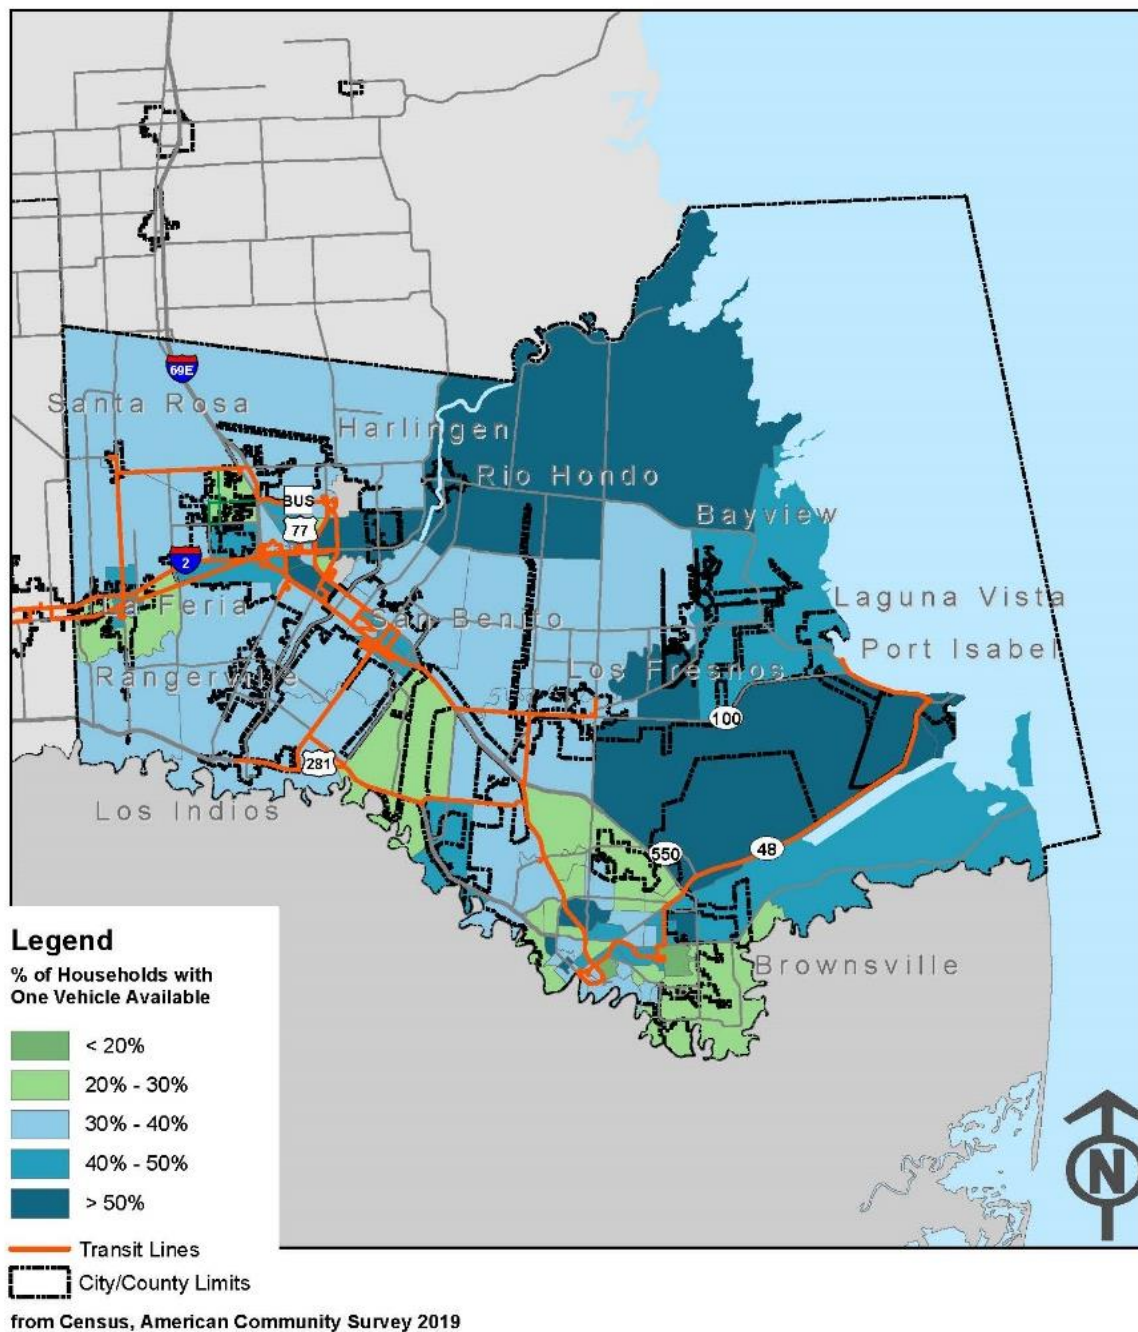 69E
Santa Rosa
Harlingen
Rio Hondo
BUS
77
Bayview
2
La Feria
San Benito
Laguna Vista
Port Isabel
Los Fresnos
Rangerville
100
281
Los Indios
550
48
Brownsville
Legend
% of Households with
One Vehicle Available
< 20%
20% - 30%
30% - 40%
40% - 50%
> 50%
Transit Lines
City/County Limits
N
from Census, American Community Survey 2019